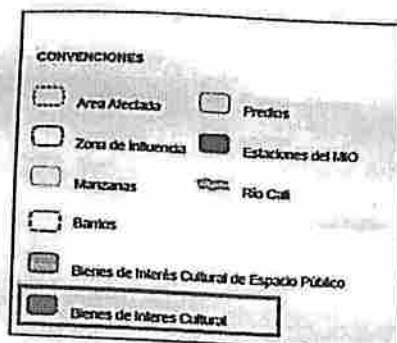 CONVENCIONES
Area Afectada
Predios
Zona de Influencia
Estaciones del MIO
Manzanas
Río Cali
Barrios
Bienes de Interés Cultural de Espacio Público
Bienes de Interes Cultural